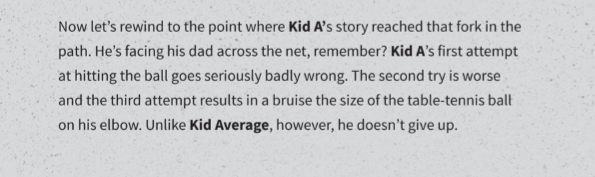 Now let’s rewind to the point where Kid A’s story reached that fork in the
path. He’s facing his dad across the net, remember? Kid A’s first attempt
at hitting the ball goes seriously badly wrong. The second try is worse
and the third attempt results in a bruise the size of the table-tennis ball
on his elbow. Unlike Kid Average, however, he doesn’t give up.